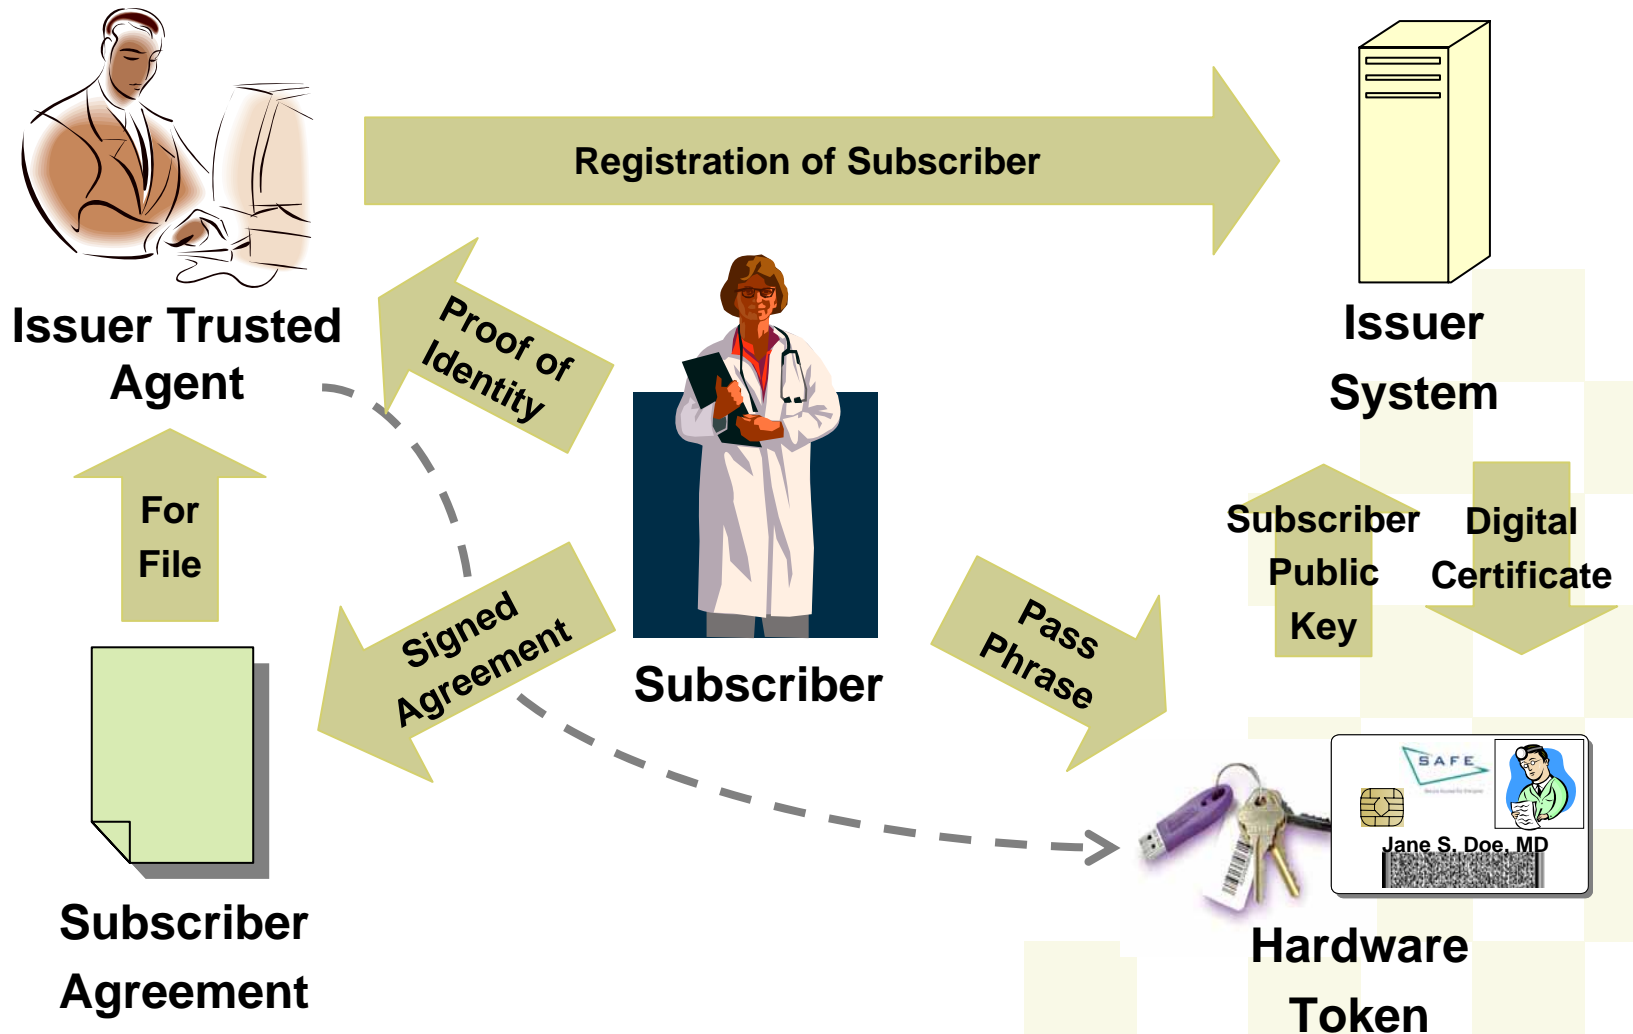 Registration of Subscriber
Issuer Trusted
Agent
Proof of
Identity
Issuer
System
For
File
Signed
Agreement
Subscriber
Pass
Phrase
Subscriber
Public
Key
Digital
Certificate
SAFE
Jane S. Doe, MD
Subscriber
Agreement
Hardware
Token